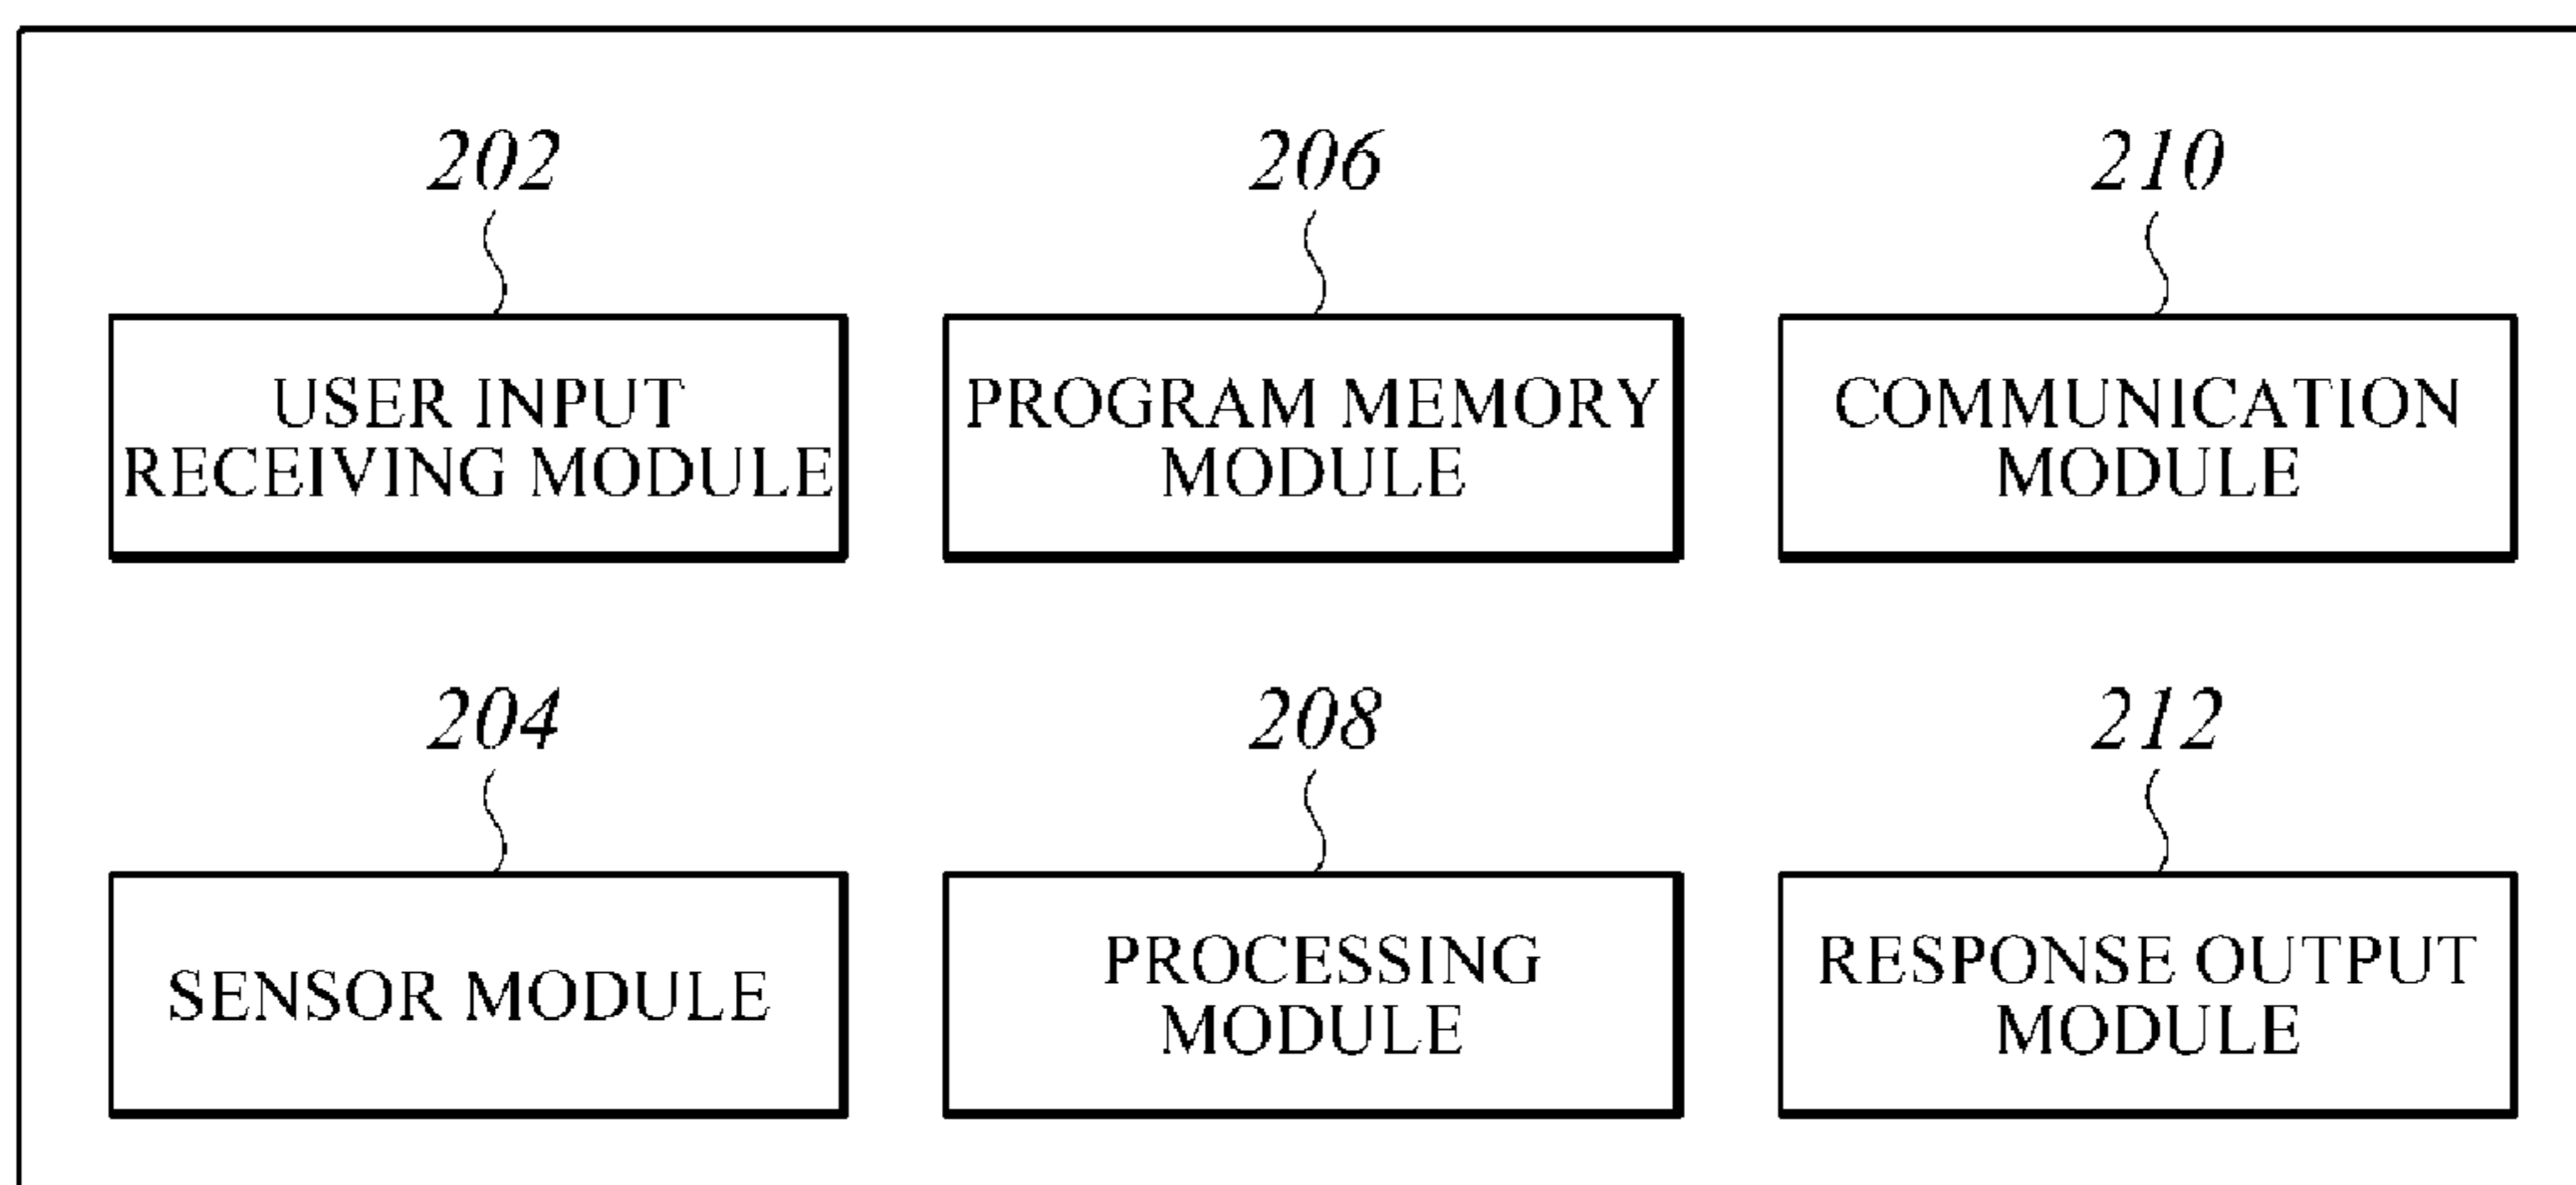 202
206
210
USER INPUT
RECEIVING MODULE
PROGRAM MEMORY
MODULE
COMMUNICATION
MODULE
204
208
212
SENSOR MODULE
PROCESSING
MODULE
RESPONSE OUTPUT
MODULE